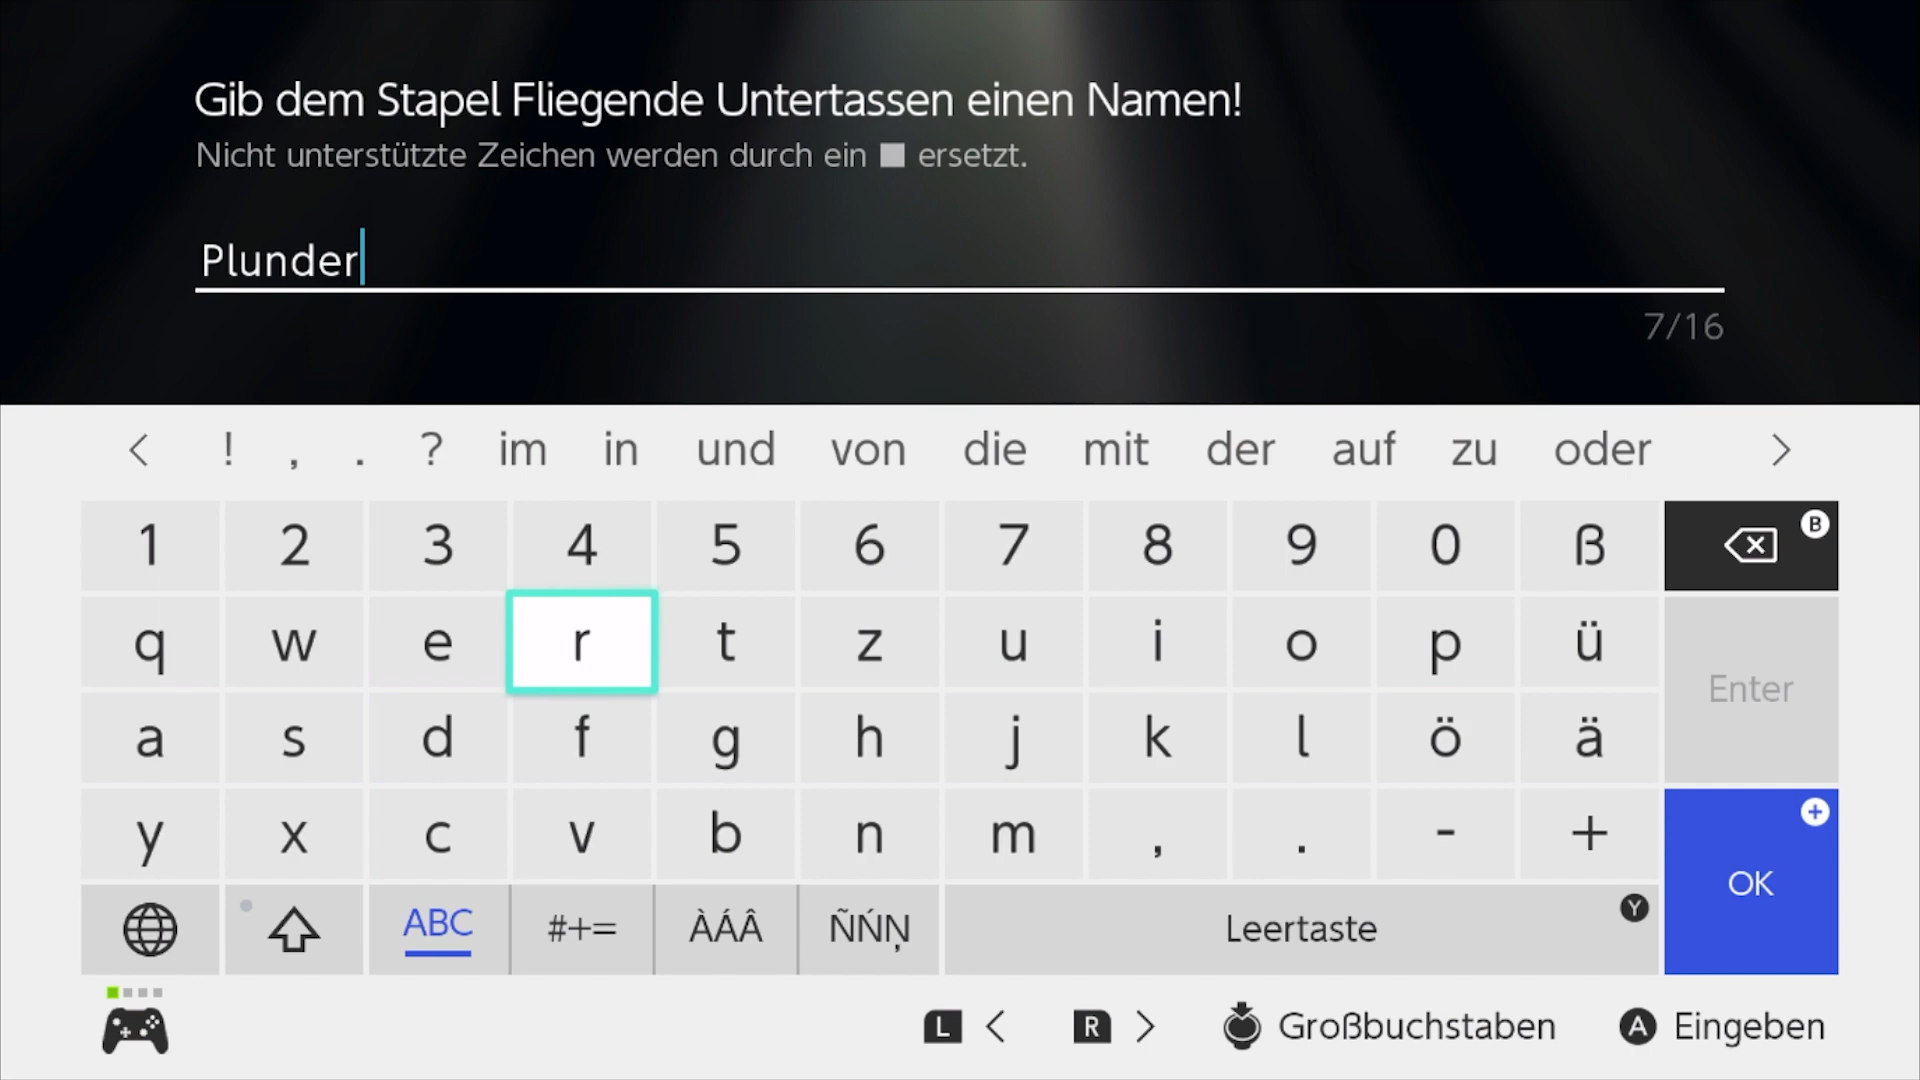 Gib dem Stapel Fliegende Untertassen einen Namen!
Nicht unterstützte Zeichen werden durch ein ■ ersetzt.
Plunder
7/16
< ! , . ? im in und von die mit der auf zu oder >
1 2 3 4 5 6 7 8 9 0 ß B
q w e r t z u i o p ü
Enter
a s d f g h j k l ö ä
y x c v b n m , . - + +
OK
ABC #+= ÀÁÂ ÑŃŅ Leertaste Y
L < R > Großbuchstaben A Eingeben